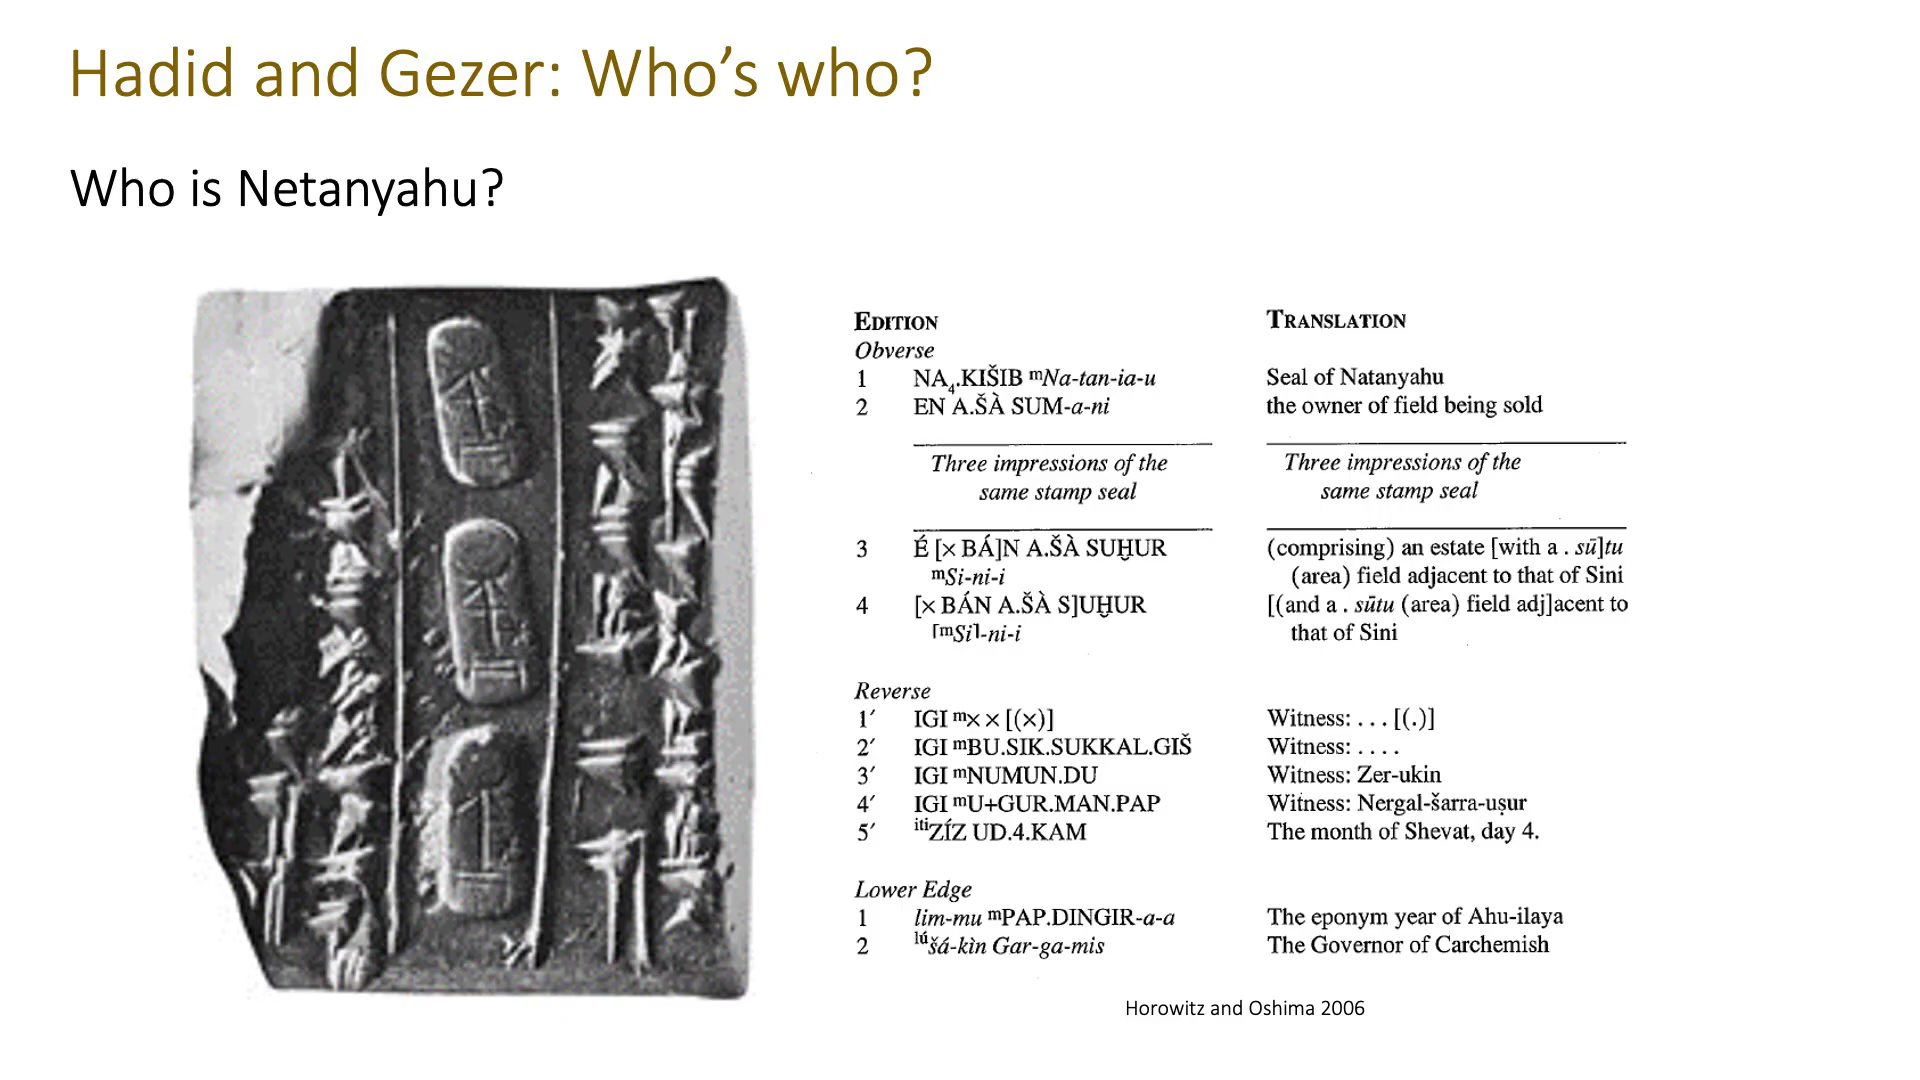 Hadid and Gezer: Who’s who?
Who is Netanyahu?
EDITION
Obverse
1 NA₄.KIŠIB ᵐNa-tan-ia-u
2 EN A.ŠÀ SUM-a-ni
Three impressions of the
same stamp seal
3 É [× BÁ]N A.ŠÀ SUḪUR
ᵐSi-ni-i
4 [× BÁN A.ŠÀ S]UḪUR
⌈ᵐSi⌉-ni-i
Reverse
1′ IGI ᵐ× × [(×)]
2′ IGI ᵐBU.SIK.SUKKAL.GIŠ
3′ IGI ᵐNUMUN.DU
4′ IGI ᵐU+GUR.MAN.PAP
5′ ⁱᵗⁱZÍZ UD.4.KAM
Lower Edge
1 lim-mu ᵐPAP.DINGIR-a-a
2 ˡúšá-kìn Gar-ga-mis
TRANSLATION
Seal of Natanyahu
the owner of field being sold
Three impressions of the
same stamp seal
(comprising) an estate [with a . sū]tu
(area) field adjacent to that of Sini
[(and a . sūtu (area) field adj]acent to
that of Sini
Witness: . . . [(.)]
Witness: . . . .
Witness: Zer-ukin
Witness: Nergal-šarra-uṣur
The month of Shevat, day 4.
The eponym year of Ahu-ilaya
The Governor of Carchemish
Horowitz and Oshima 2006